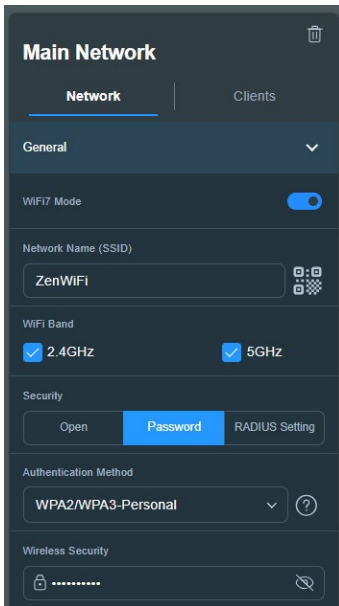 Main Network
Network
Clients
General
WiFi7 Mode
Network Name (SSID)
ZenWiFi
WiFi Band
2.4GHz
5GHz
Security
Open
Password
RADIUS Setting
Authentication Method
WPA2/WPA3-Personal
?
Wireless Security
••••••••••